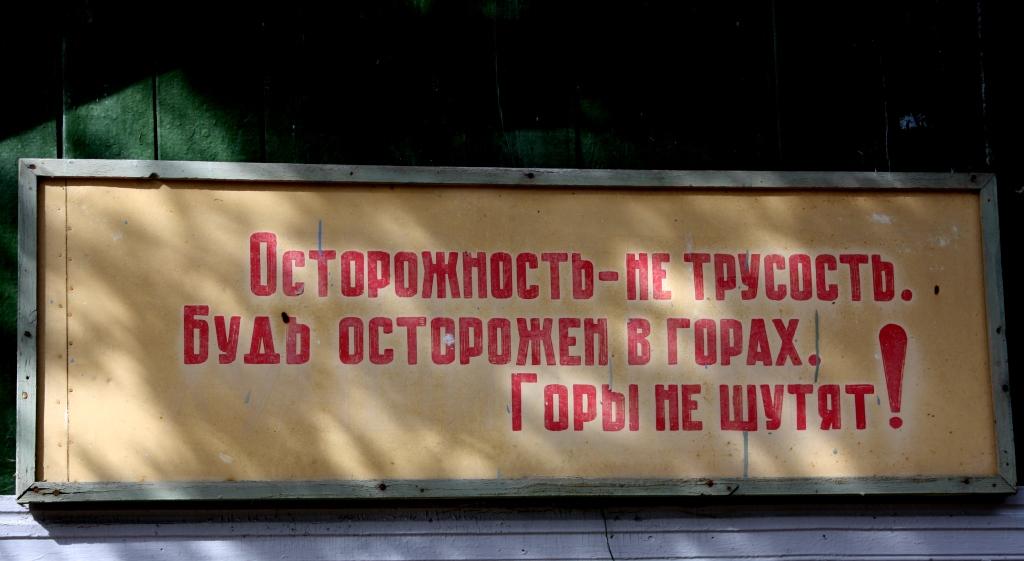 Осторожность-не трусость.
Будь осторожен в горах.
Горы не шутят!